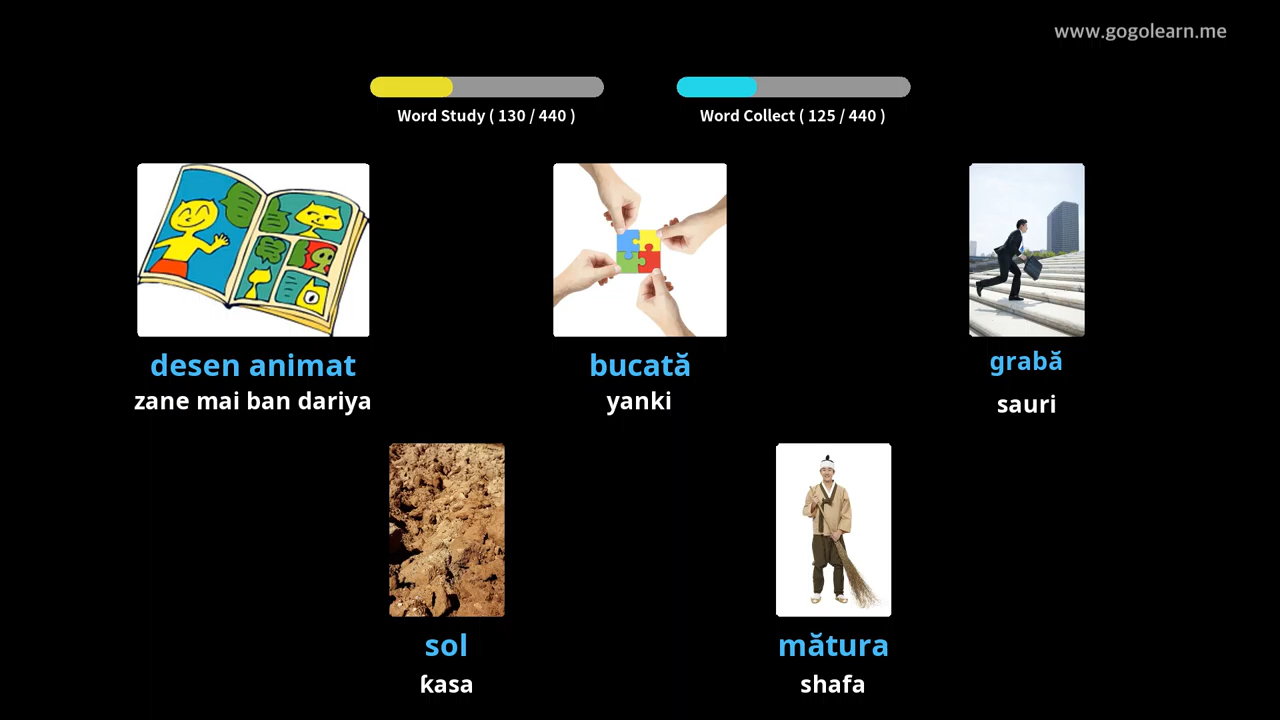 www.gogolearn.me
Word Study ( 130 / 440 )
Word Collect ( 125 / 440 )
desen animat
zane mai ban dariya
bucată
yanki
grabă
sauri
sol
ƙasa
mătura
shafa